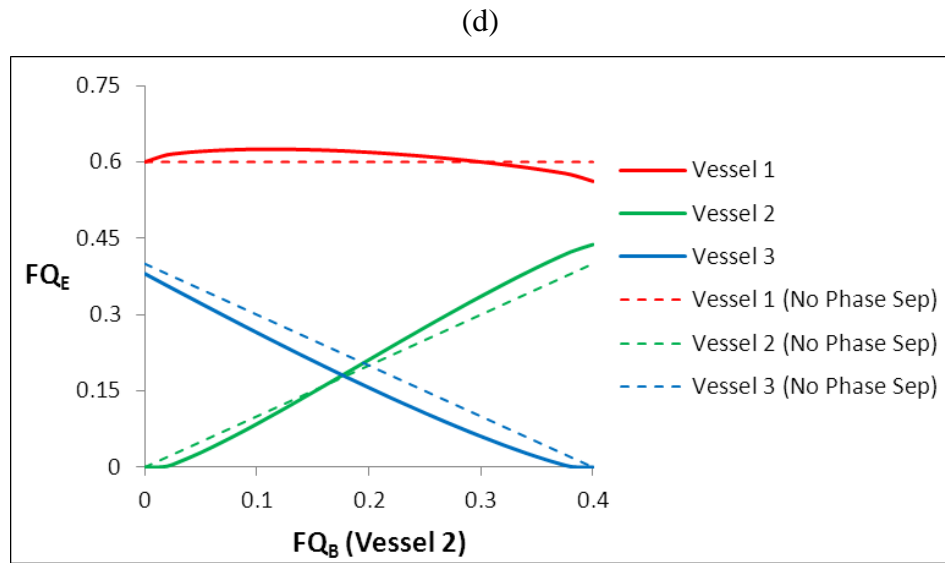 (d)
0.75
0.6
0.45
0.3
0.15
0
FQE
0
0.1
0.2
0.3
0.4
FQB (Vessel 2)
Vessel 1
Vessel 2
Vessel 3
Vessel 1 (No Phase Sep)
Vessel 2 (No Phase Sep)
Vessel 3 (No Phase Sep)